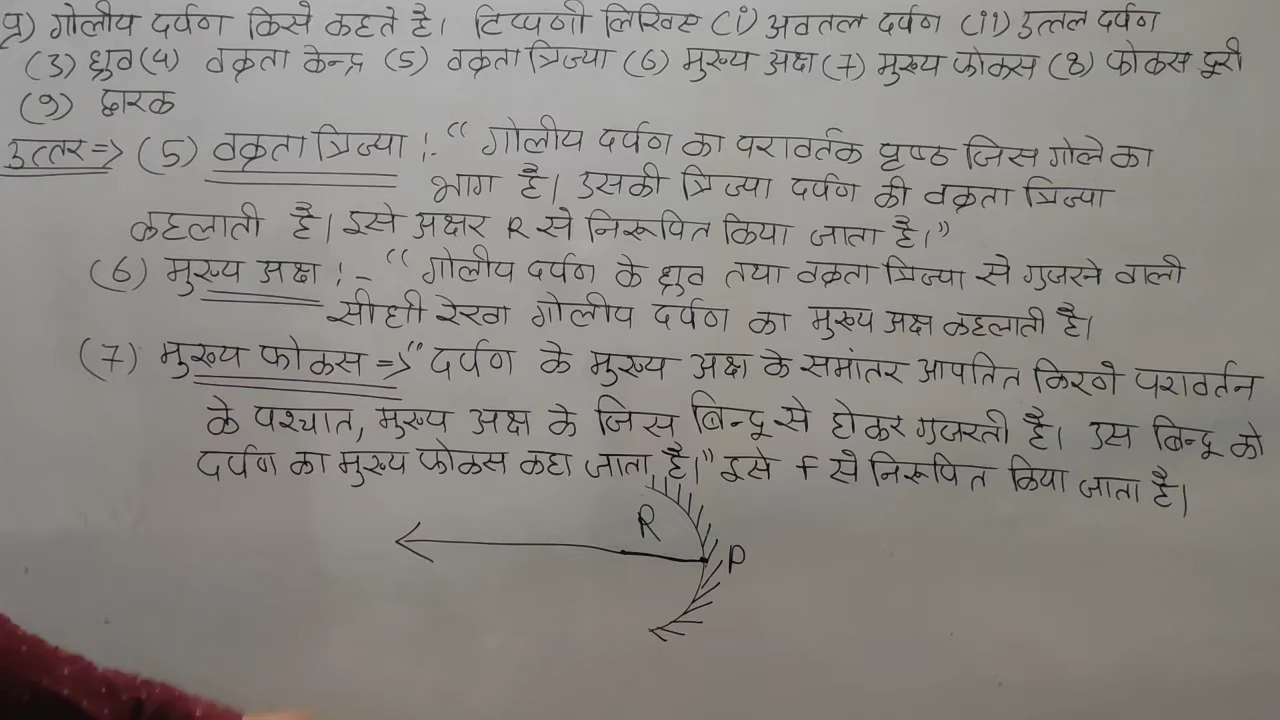 प्र) गोलीय दर्पण किसे कहते है। टिप्पणी लिखिए (i) अवतल दर्पण (ii) उत्तल दर्पण
(3) ध्रुव (4) वक्रता केन्द्र (5) वक्रता त्रिज्या (6) मुख्य अक्ष (7) मुख्य फोकस (8) फोकस दूरी
(9) द्वारक
उत्तर => (5) वक्रता त्रिज्या :- “ गोलीय दर्पण का परावर्तक पृष्ठ जिस गोले का
भाग है। उसकी त्रिज्या दर्पण की वक्रता त्रिज्या
कहलाती है। इसे अक्षर R से निरूपित किया जाता है।”
(6) मुख्य अक्ष :- “गोलीय दर्पण के ध्रुव तथा वक्रता त्रिज्या से गुजरने वाली
सीधी रेखा गोलीय दर्पण का मुख्य अक्ष कहलाती है।
(7) मुख्य फोकस => “दर्पण के मुख्य अक्ष के समांतर आपतित किरणे परावर्तन
के पश्चात, मुख्य अक्ष के जिस बिन्दू से होकर गुजरती है। उस बिन्दू को
दर्पण का मुख्य फोकस कहा जाता है।” इसे f से निरूपित किया जाता है।
R
P